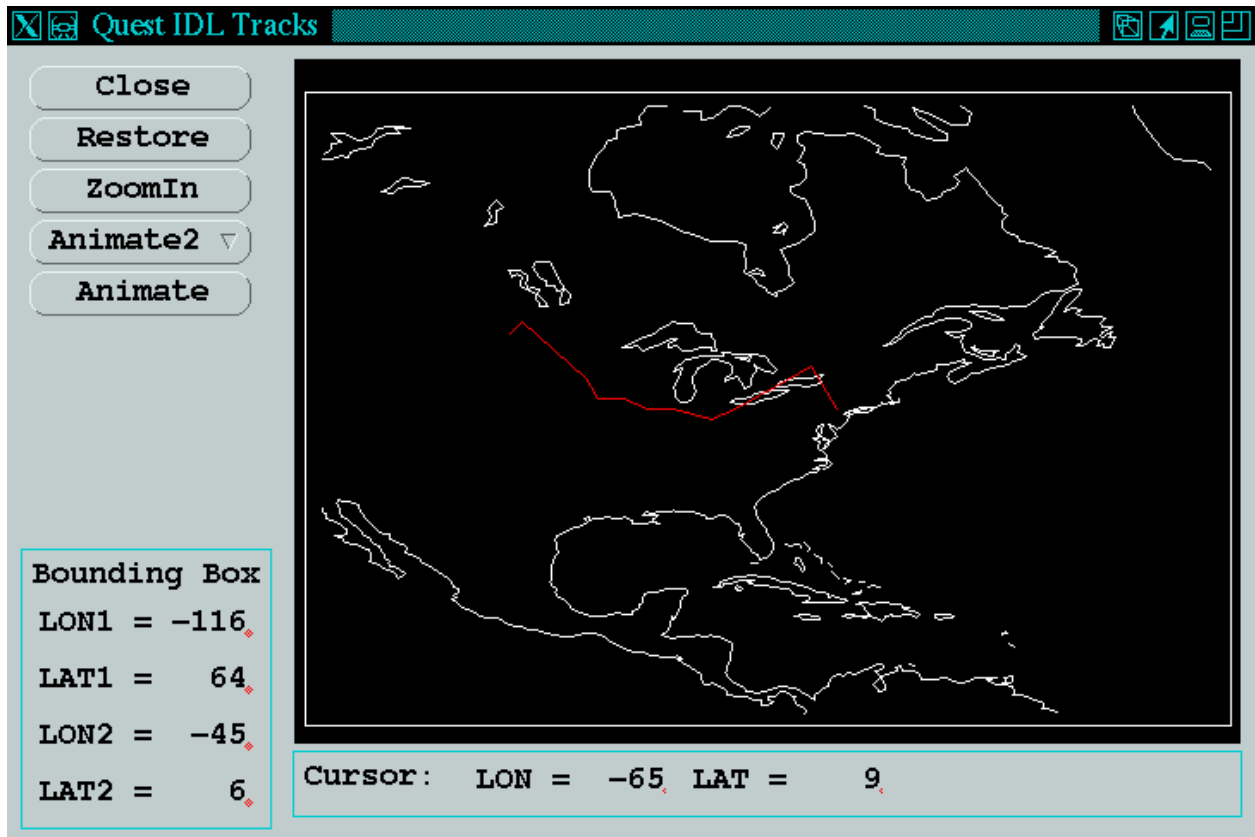 Quest IDL Tracks
Close
Restore
ZoomIn
Animate2
Animate
Bounding Box
LON1 = -116
LAT1 = 64
LON2 = -45
LAT2 = 6
Cursor: LON = -65 LAT = 9